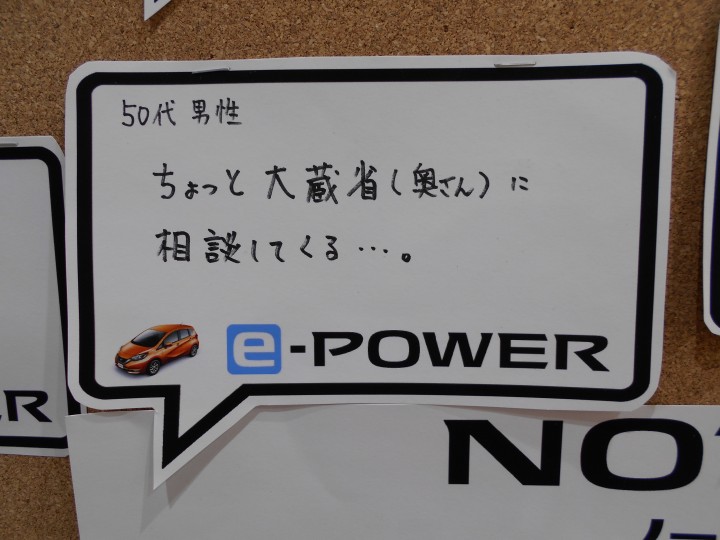 50代 男性
ちょっと 大蔵省(奥さん)に
相談してくる…。
e-POWER
ER
NO